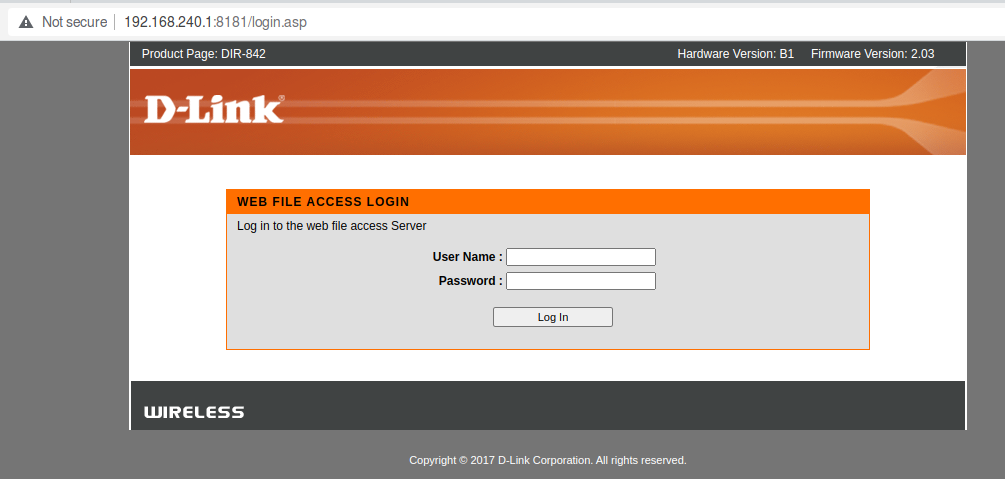 Not secure 192.168.240.1:8181/login.asp
Product Page: DIR-842 Hardware Version: B1 Firmware Version: 2.03
D-Link®
WEB FILE ACCESS LOGIN
Log in to the web file access Server
User Name :
Password :
Log In
WIRELESS
Copyright © 2017 D-Link Corporation. All rights reserved.